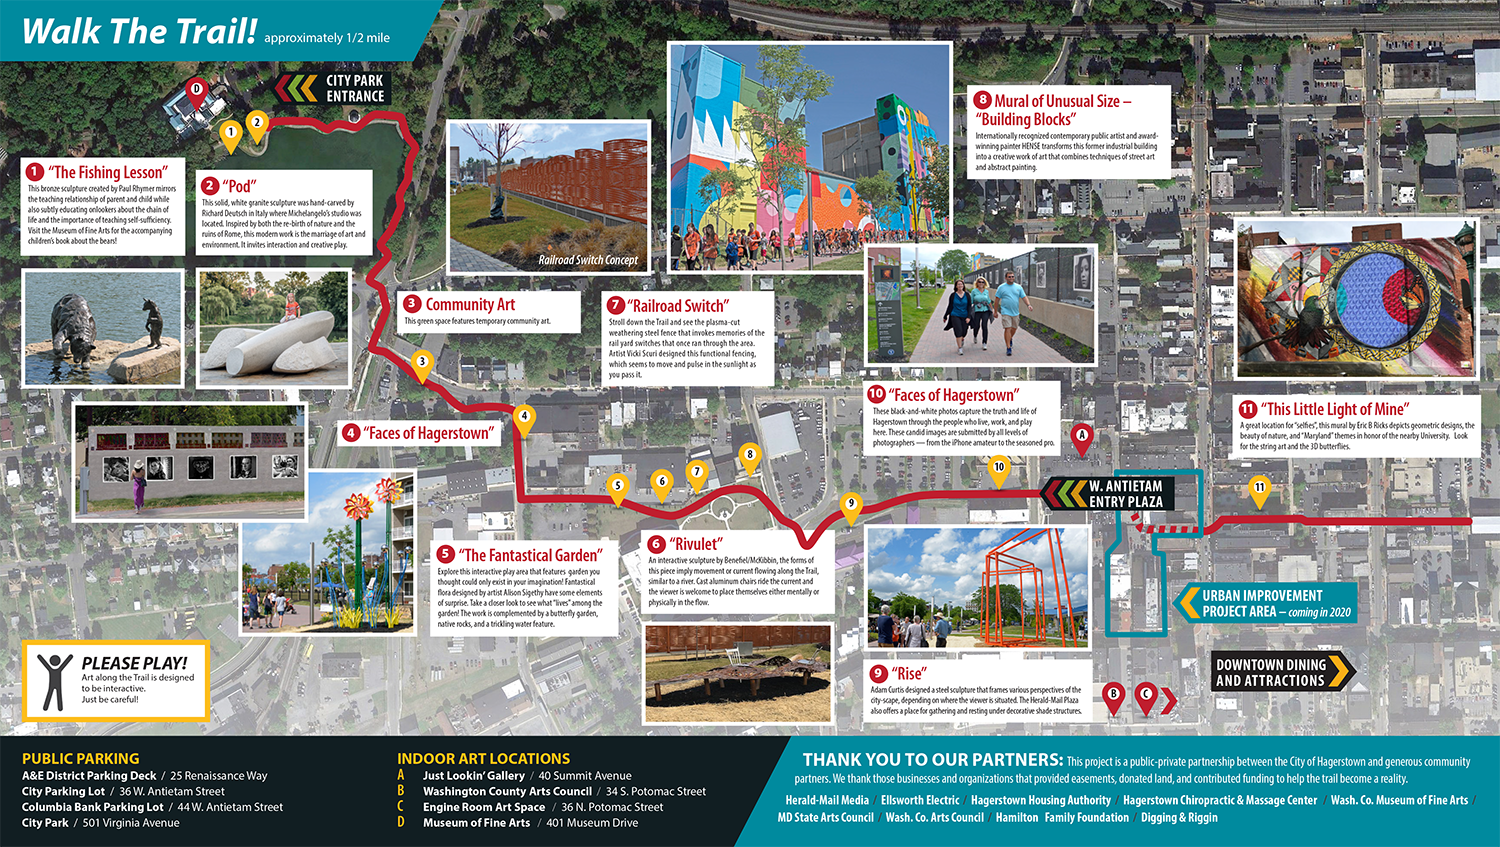 Walk The Trail! approximately 1/2 mile
D
CITY PARK
ENTRANCE
1
2
1 “The Fishing Lesson”
This bronze sculpture created by Paul Rhymer mirrors
the teaching relationship of parent and child while
also subtly educating onlookers about the chain of
life and the importance of teaching self-sufficiency.
Visit the Museum of Fine Arts for the accompanying
children’s book about the bears!
2 “Pod”
This solid, white granite sculpture was hand-carved by
Richard Deutsch in Italy where Michelangelo’s studio was
located. Inspired by both the re-birth of nature and the
ruins of Rome, this modern work is the marriage of art and
environment. It invites interaction and creative play.
Railroad Switch Concept
8 Mural of Unusual Size –
“Building Blocks”
Internationally recognized contemporary public artist and award-
winning painter HENSE transforms this former industrial building
into a creative work of art that combines techniques of street art
and abstract painting.
3 Community Art
This green space features temporary community art.
7 “Railroad Switch”
Stroll down the Trail and see the plasma-cut
weathering steel fence that invokes memories of the
rail yard switches that once ran through the area.
Artist Vicki Scuri designed this functional fencing,
which seems to move and pulse in the sunlight as
you pass it.
3
4
4 “Faces of Hagerstown”
10 “Faces of Hagerstown”
These black-and-white photos capture the truth and life of
Hagerstown through the people who live, work, and play
here. These candid images are submitted by all levels of
photographers — from the iPhone amateur to the seasoned pro.
11 “This Little Light of Mine”
A great location for “selfies”, this mural by Eric B Ricks depicts geometric designs, the
beauty of nature, and “Maryland” themes in honor of the nearby University. Look
for the string art and the 3D butterflies.
A
5
6
7
8
9
10
11
W. ANTIETAM
ENTRY PLAZA
5 “The Fantastical Garden”
Explore this interactive play area that features garden you
thought could only exist in your imagination! Fantastical
flora designed by artist Alison Sigethy have some elements
of surprise. Take a closer look to see what “lives” among the
garden! The work is complemented by a butterfly garden,
native rocks, and a trickling water feature.
6 “Rivulet”
An interactive sculpture by Benefiel/McKibbin, the forms of
this piece imply movement or current flowing along the Trail,
similar to a river. Cast aluminum chairs ride the current and
the viewer is welcome to place themselves either mentally or
physically in the flow.
URBAN IMPROVEMENT
PROJECT AREA – coming in 2020
9 “Rise”
Adam Curtis designed a steel sculpture that frames various perspectives of the
city-scape, depending on where the viewer is situated. The Herald-Mail Plaza
also offers a place for gathering and resting under decorative shade structures.
B
C
DOWNTOWN DINING
AND ATTRACTIONS
PLEASE PLAY!
Art along the Trail is designed
to be interactive.
Just be careful!
PUBLIC PARKING
A&E District Parking Deck / 25 Renaissance Way
City Parking Lot / 36 W. Antietam Street
Columbia Bank Parking Lot / 44 W. Antietam Street
City Park / 501 Virginia Avenue
INDOOR ART LOCATIONS
A Just Lookin’ Gallery / 40 Summit Avenue
B Washington County Arts Council / 34 S. Potomac Street
C Engine Room Art Space / 36 N. Potomac Street
D Museum of Fine Arts / 401 Museum Drive
THANK YOU TO OUR PARTNERS: This project is a public-private partnership between the City of Hagerstown and generous community
partners. We thank those businesses and organizations that provided easements, donated land, and contributed funding to help the trail become a reality.
Herald-Mail Media / Ellsworth Electric / Hagerstown Housing Authority / Hagerstown Chiropractic & Massage Center / Wash. Co. Museum of Fine Arts /
MD State Arts Council / Wash. Co. Arts Council / Hamilton Family Foundation / Digging & Riggin